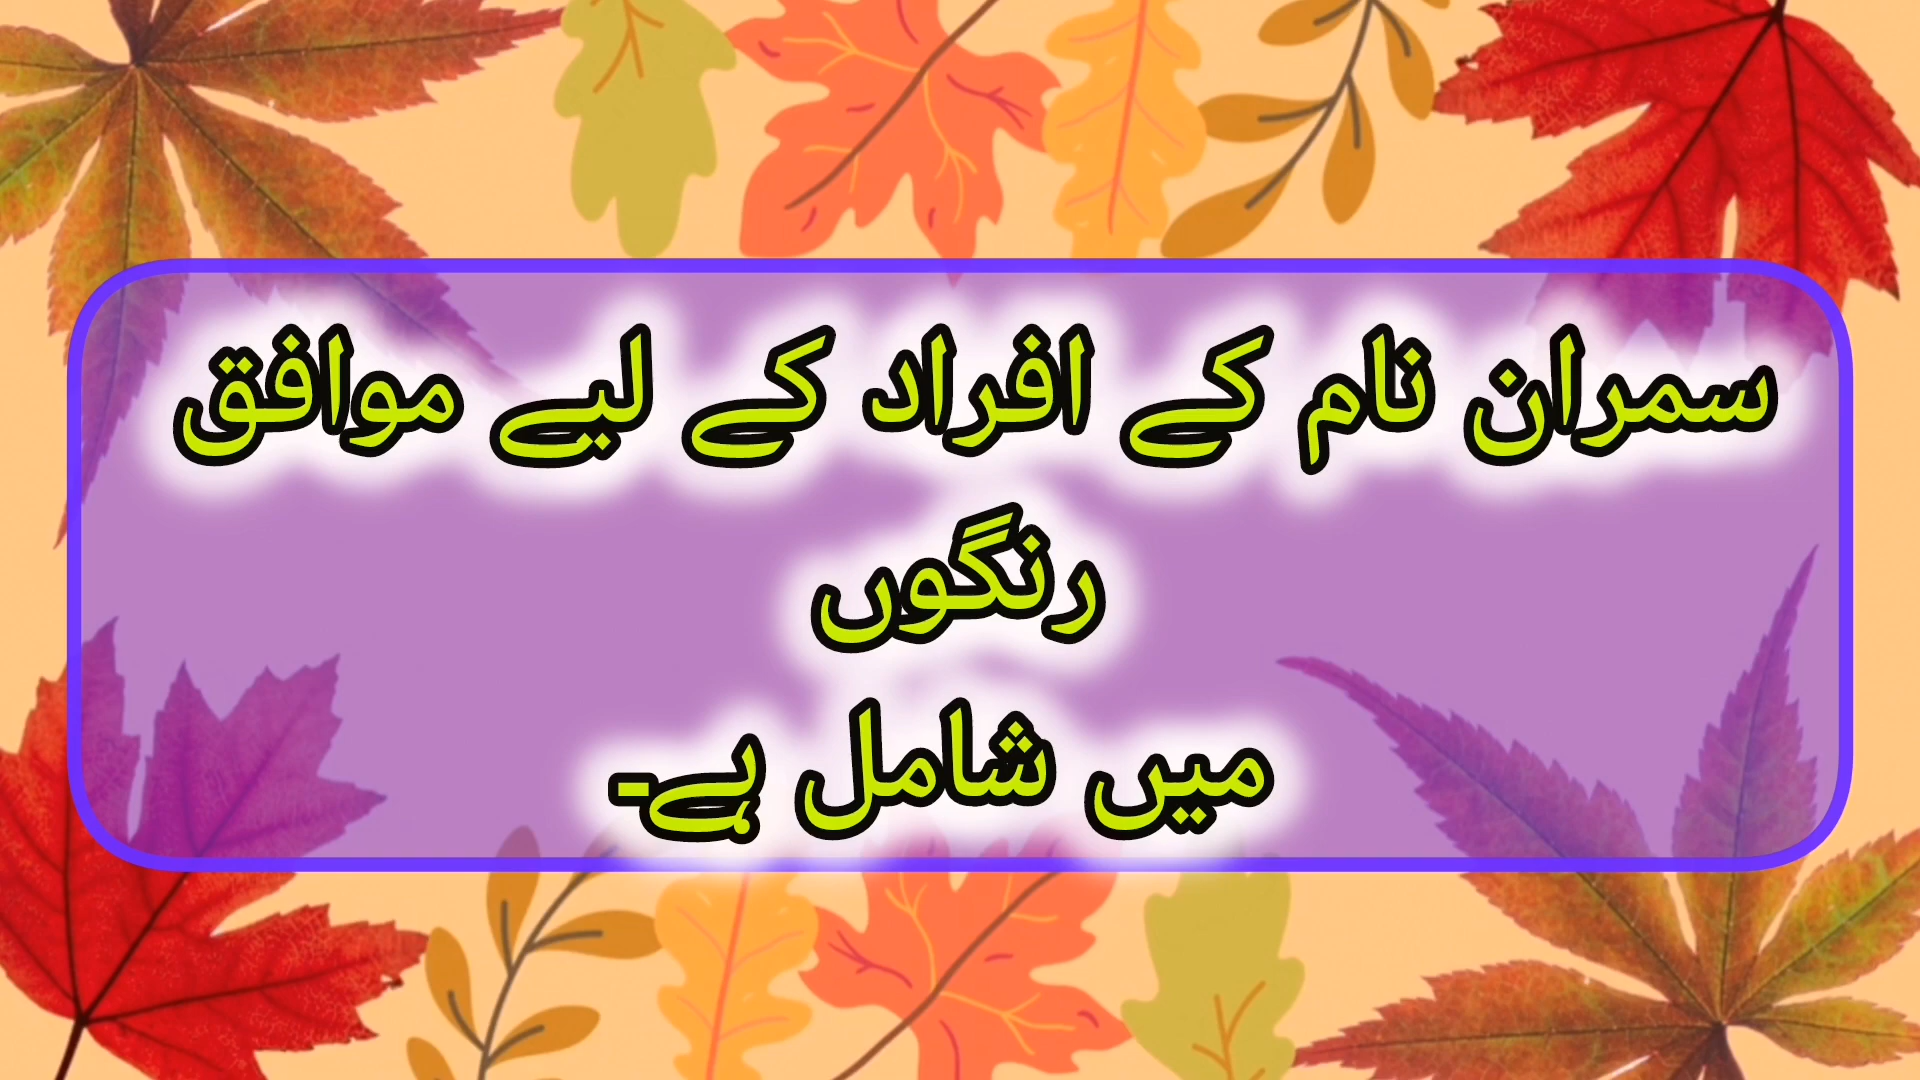 سمران نام کے افراد کے لیے موافق
رنگوں
میں شامل ہے۔